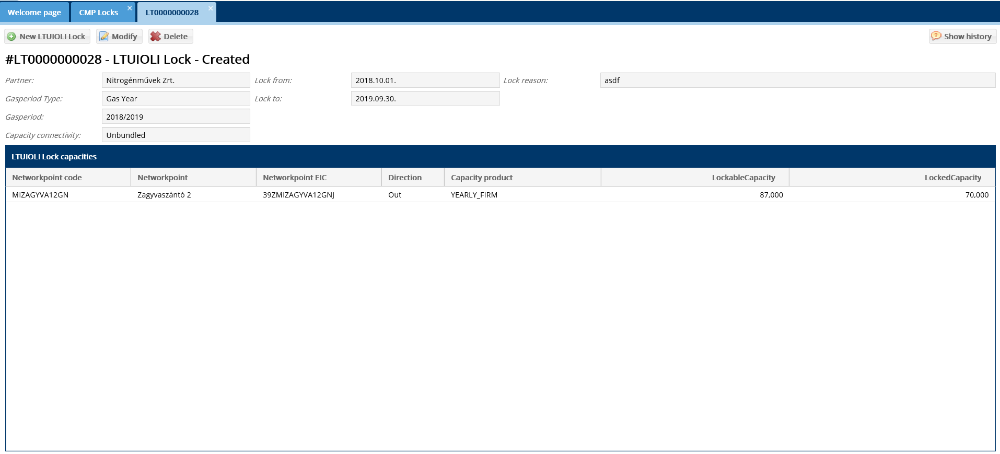 Welcome page CMP Locks LT0000000028
New LTUIOLI Lock Modify Delete Show history
#LT0000000028 - LTUIOLI Lock - Created
Partner: Nitrogénművek Zrt. Lock from: 2018.10.01. Lock reason: asdf
Gasperiod Type: Gas Year Lock to: 2019.09.30.
Gasperiod: 2018/2019
Capacity connectivity: Unbundled
LTUIOLI Lock capacities
Networkpoint code Networkpoint Networkpoint EIC Direction Capacity product LockableCapacity LockedCapacity
MIZAGYVA12GN Zagyvaszántó 2 39ZMIZAGYVA12GNJ Out YEARLY_FIRM 87,000 70,000